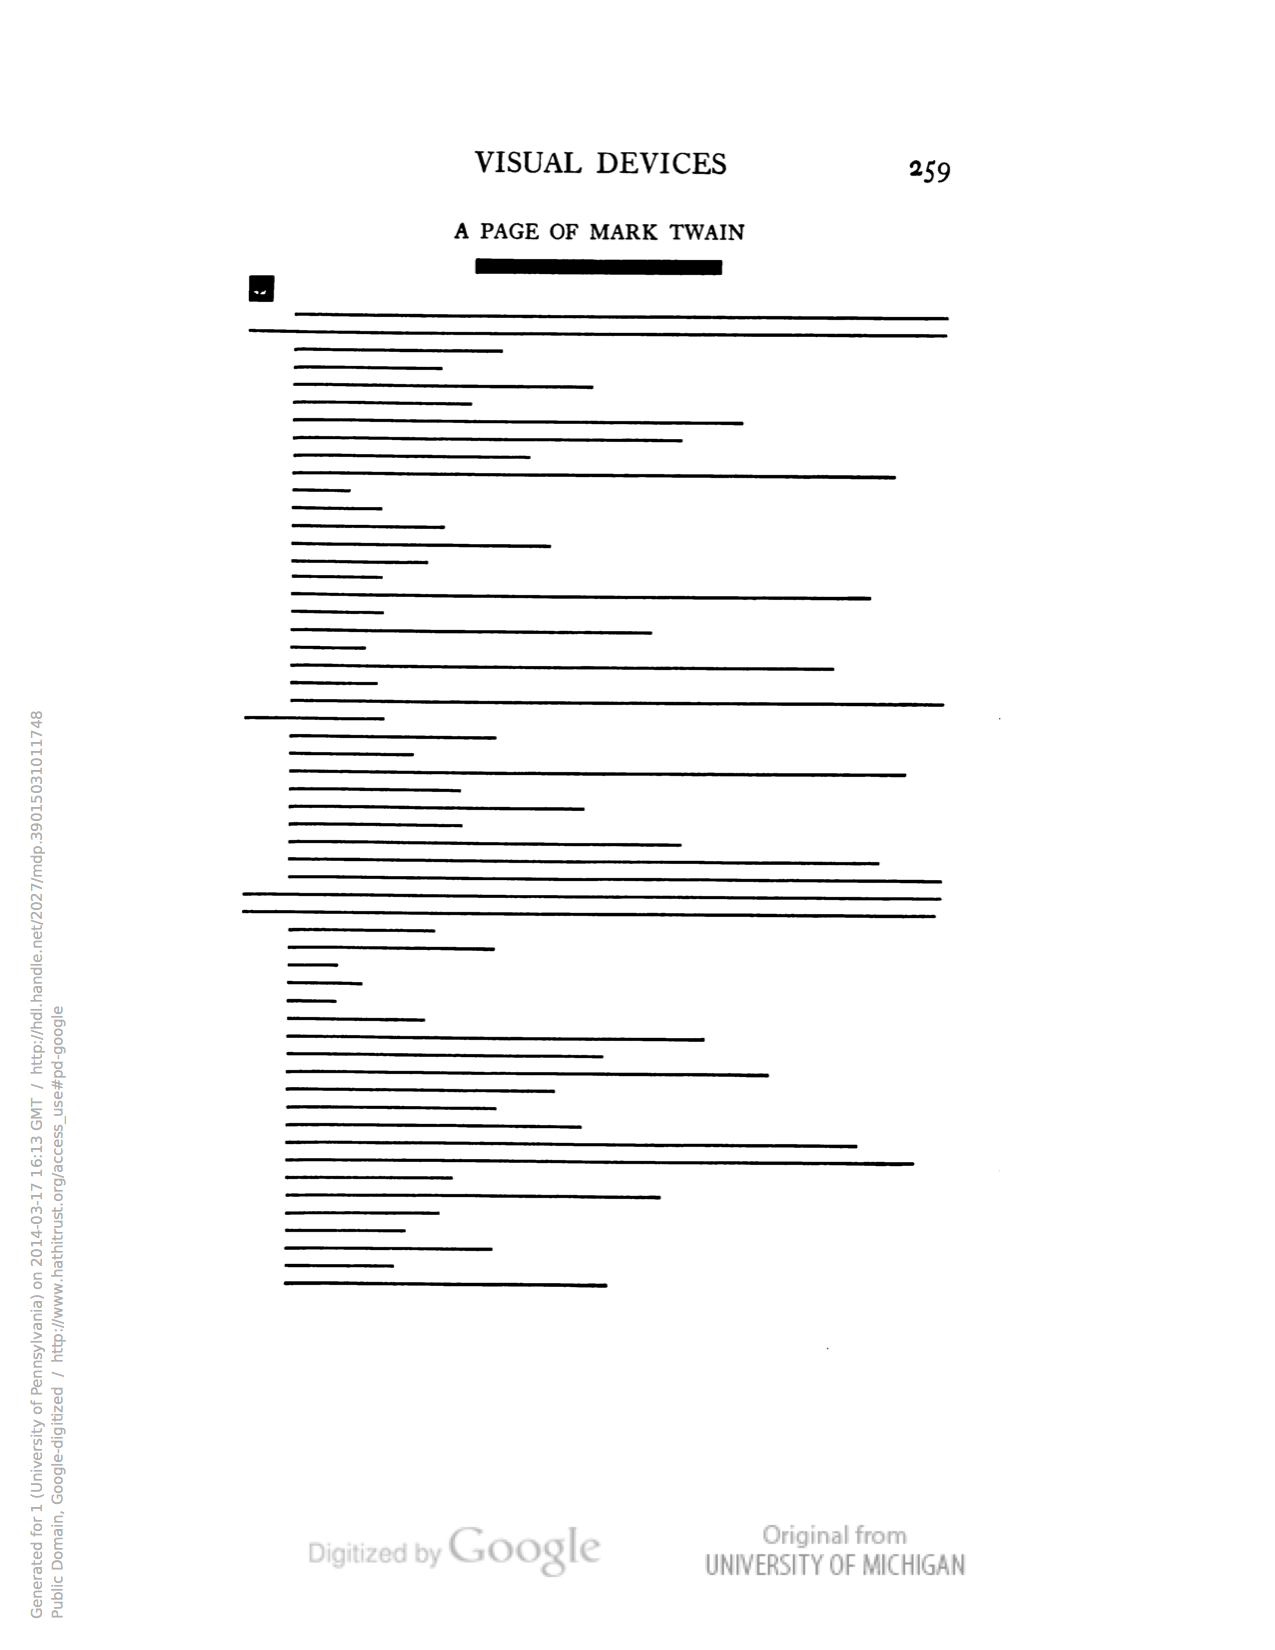 VISUAL DEVICES
259
A PAGE OF MARK TWAIN
Generated for 1 (University of Pennsylvania) on 2014-03-17 16:13 GMT / http://hdl.handle.net/2027/mdp.39015031011748
Public Domain, Google-digitized / http://www.hathitrust.org/access_use#pd-google
Digitized by Google
Original from
UNIVERSITY OF MICHIGAN